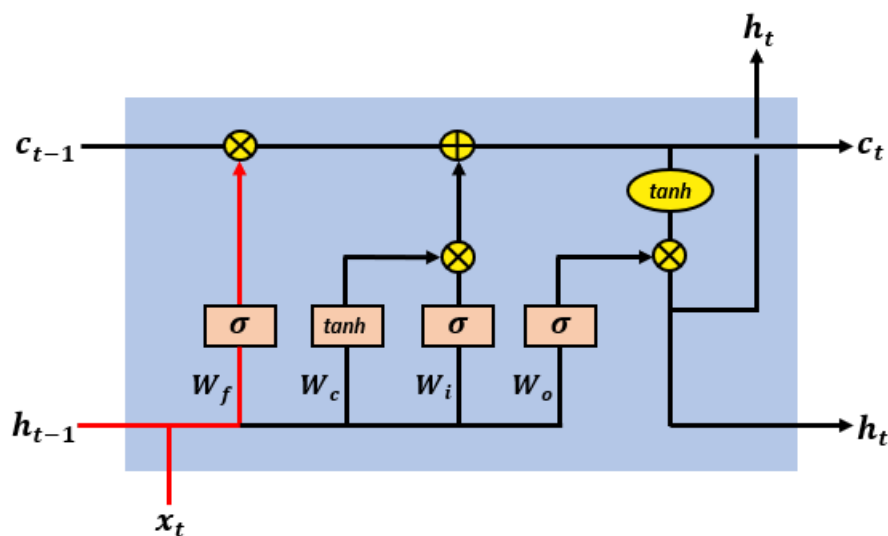 h_t
c_{t-1}
c_t
tanh
σ tanh σ σ
W_f W_c W_i W_o
h_{t-1}
h_t
x_t